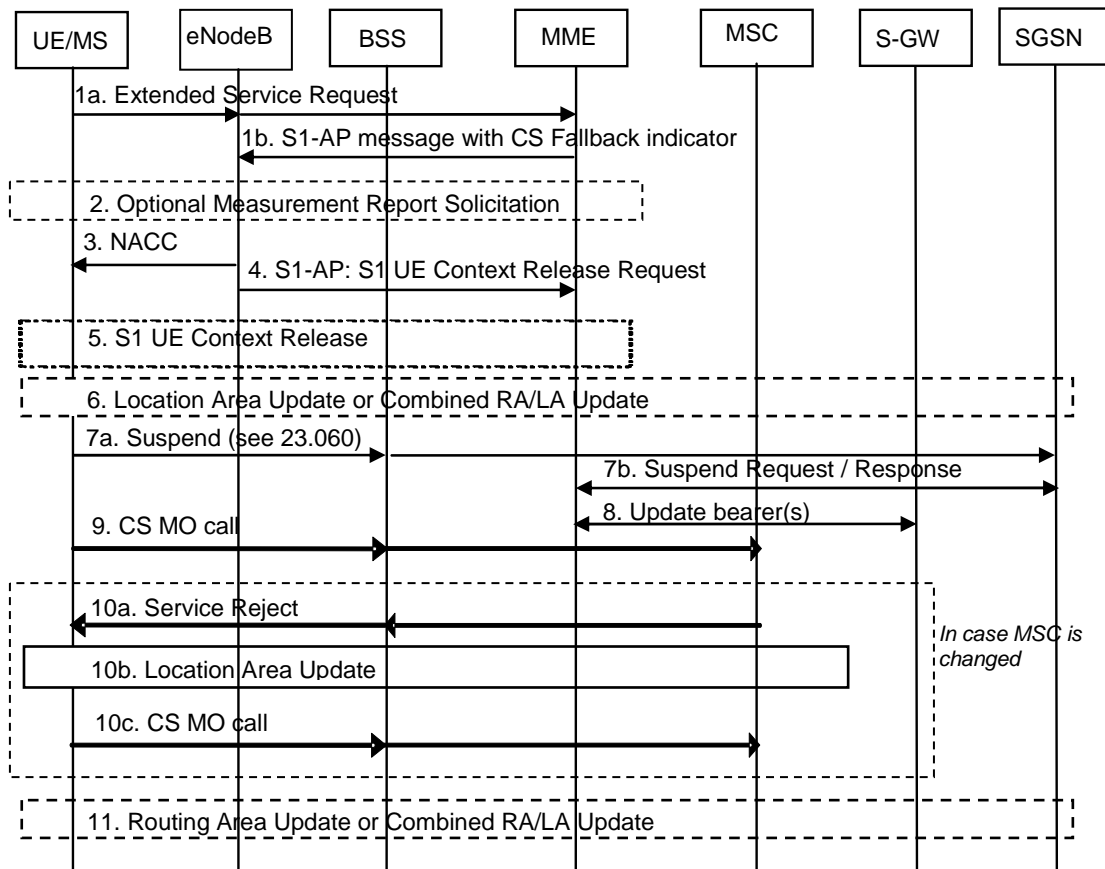 UE/MS
eNodeB
BSS
MME
MSC
S-GW
SGSN
1a. Extended Service Request
1b. S1-AP message with CS Fallback indicator
2. Optional Measurement Report Solicitation
3. NACC
4. S1-AP: S1 UE Context Release Request
5. S1 UE Context Release
6. Location Area Update or Combined RA/LA Update
7a. Suspend (see 23.060)
7b. Suspend Request / Response
8. Update bearer(s)
9. CS MO call
10a. Service Reject
In case MSC is
changed
10b. Location Area Update
10c. CS MO call
11. Routing Area Update or Combined RA/LA Update